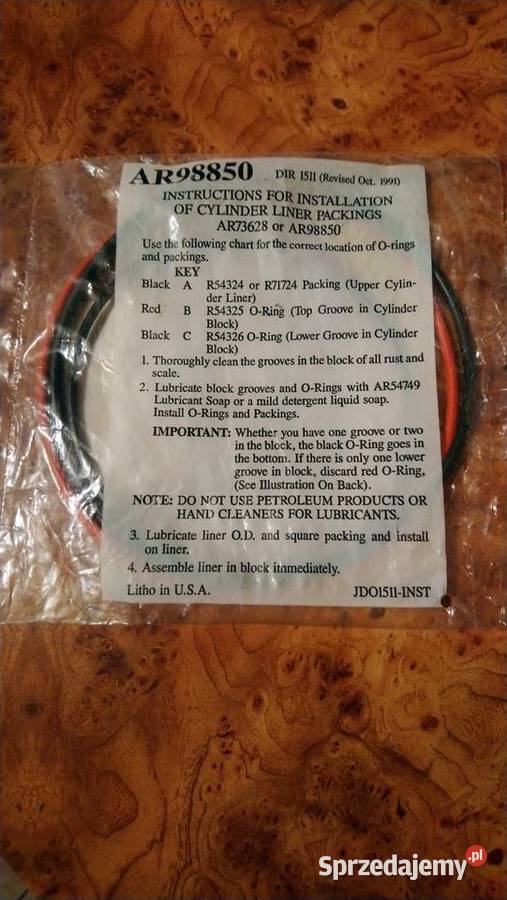 AR98850 DIR 1511 (Revised Oct. 1991)
INSTRUCTIONS FOR INSTALLATION
OF CYLINDER LINER PACKINGS
AR73628 or AR98850
Use the following chart for the correct location of O-rings
and packings.
KEY
Black A R54324 or R71724 Packing (Upper Cylin-
der Liner)
Red B R54325 O-Ring (Top Groove in Cylinder
Block)
Black C R54326 O-Ring (Lower Groove in Cylinder
Block)
1. Thoroughly clean the grooves in the block of all rust and
scale.
2. Lubricate block grooves and O-Rings with AR54749
Lubricant Soap or a mild detergent liquid soap.
Install O-Rings and Packings.
IMPORTANT: Whether you have one groove or two
in the block, the black O-Ring goes in
the bottom. If there is only one lower
groove in block, discard red O-Ring,
(See Illustration On Back).
NOTE: DO NOT USE PETROLEUM PRODUCTS OR
HAND CLEANERS FOR LUBRICANTS.
3. Lubricate liner O.D. and square packing and install
on liner.
4. Assemble liner in block immediately.
Litho in U.S.A. JDO1511-INST
Sprzedajemy.pl